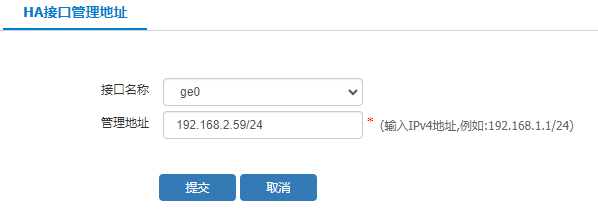 HA接口管理地址
接口名称 ge0
管理地址 192.168.2.59/24 * (输入IPv4地址,例如:192.168.1.1/24)
提交 取消